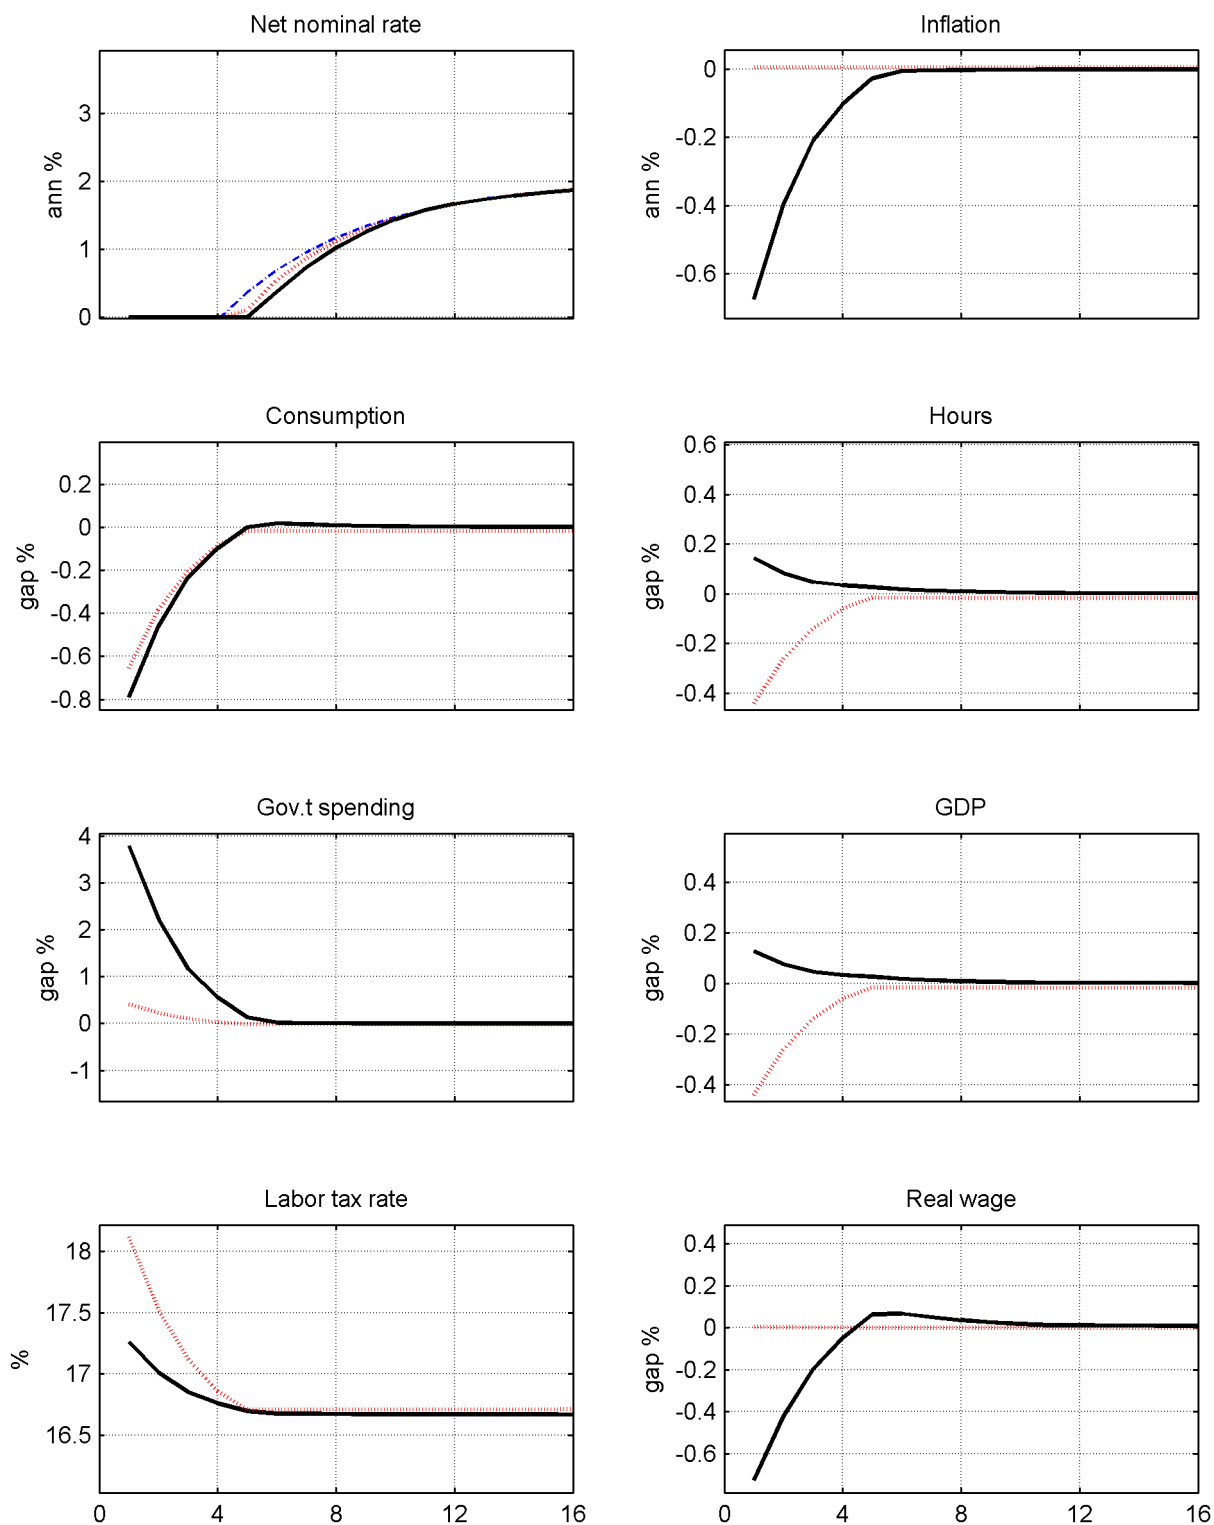 Net nominal rate
ann %
3
2
1
0
Inflation
ann %
0
-0.2
-0.4
-0.6
Consumption
gap %
0.2
0
-0.2
-0.4
-0.6
-0.8
Hours
gap %
0.6
0.4
0.2
0
-0.2
-0.4
Gov.t spending
gap %
4
3
2
1
0
-1
GDP
gap %
0.4
0.2
0
-0.2
-0.4
Labor tax rate
%
18
17.5
17
16.5
0 4 8 12 16
Real wage
gap %
0.4
0.2
0
-0.2
-0.4
-0.6
0 4 8 12 16